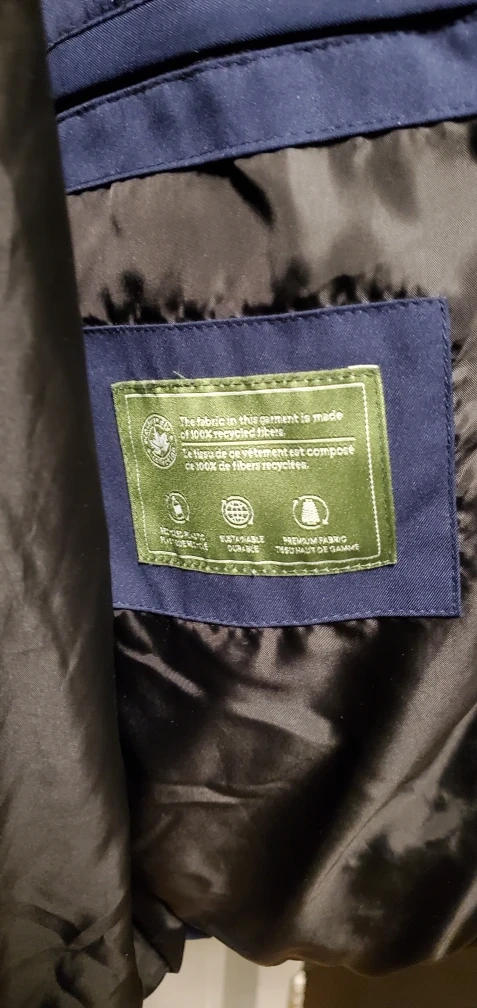 The fabric in this garment is made
of 100% recycled fibers.
Le tissu de ce vêtement est composé
de 100% de fibers recyclées.
SUSTAINABLE
DURABLE
PREMIUM FABRIC
TISSU HAUT DE GAMME